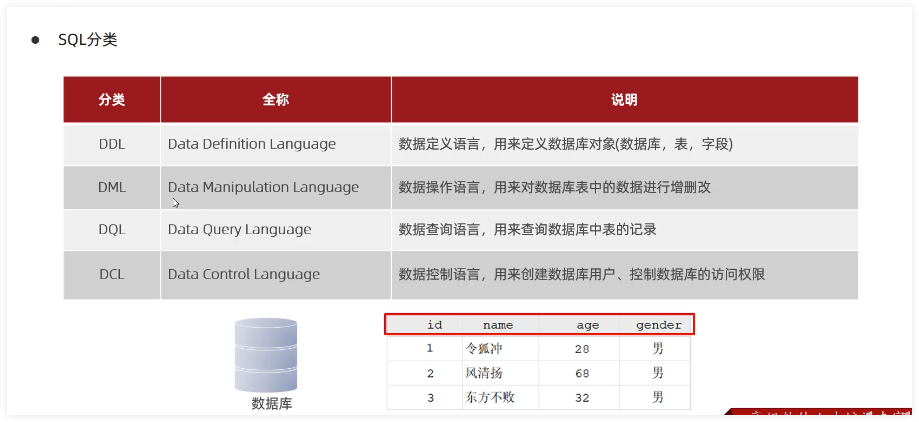 SQL分类
分类 全称 说明
DDL Data Definition Language 数据定义语言，用来定义数据库对象(数据库，表，字段)
DML Data Manipulation Language 数据操作语言，用来对数据库表中的数据进行增删改
DQL Data Query Language 数据查询语言，用来查询数据库中表的记录
DCL Data Control Language 数据控制语言，用来创建数据库用户、控制数据库的访问权限
id name age gender
1 令狐冲 28 男
2 风清扬 68 男
3 东方不败 32 男
数据库